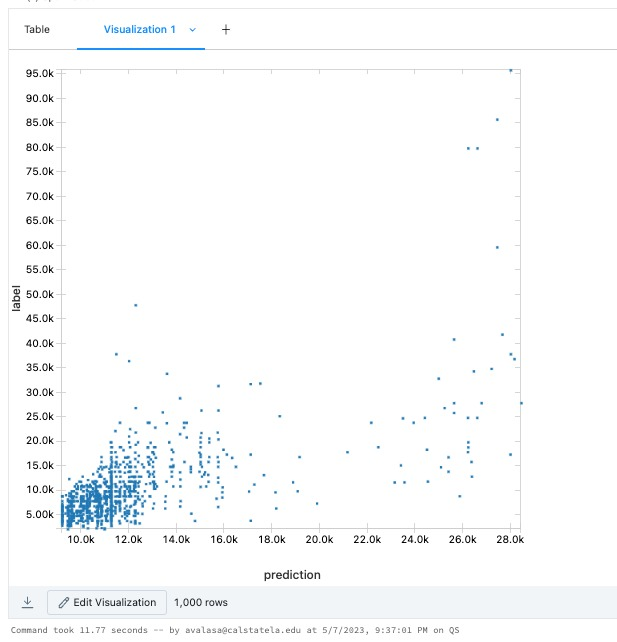 Table
Visualization 1
+
95.0k
90.0k
85.0k
80.0k
75.0k
70.0k
65.0k
60.0k
55.0k
50.0k
45.0k
40.0k
35.0k
30.0k
25.0k
20.0k
15.0k
10.0k
5.00k
label
10.0k 12.0k 14.0k 16.0k 18.0k 20.0k 22.0k 24.0k 26.0k 28.0k
prediction
Edit Visualization
1,000 rows
Command took 11.77 seconds -- by avalasa@calstatela.edu at 5/7/2023, 9:37:01 PM on QS